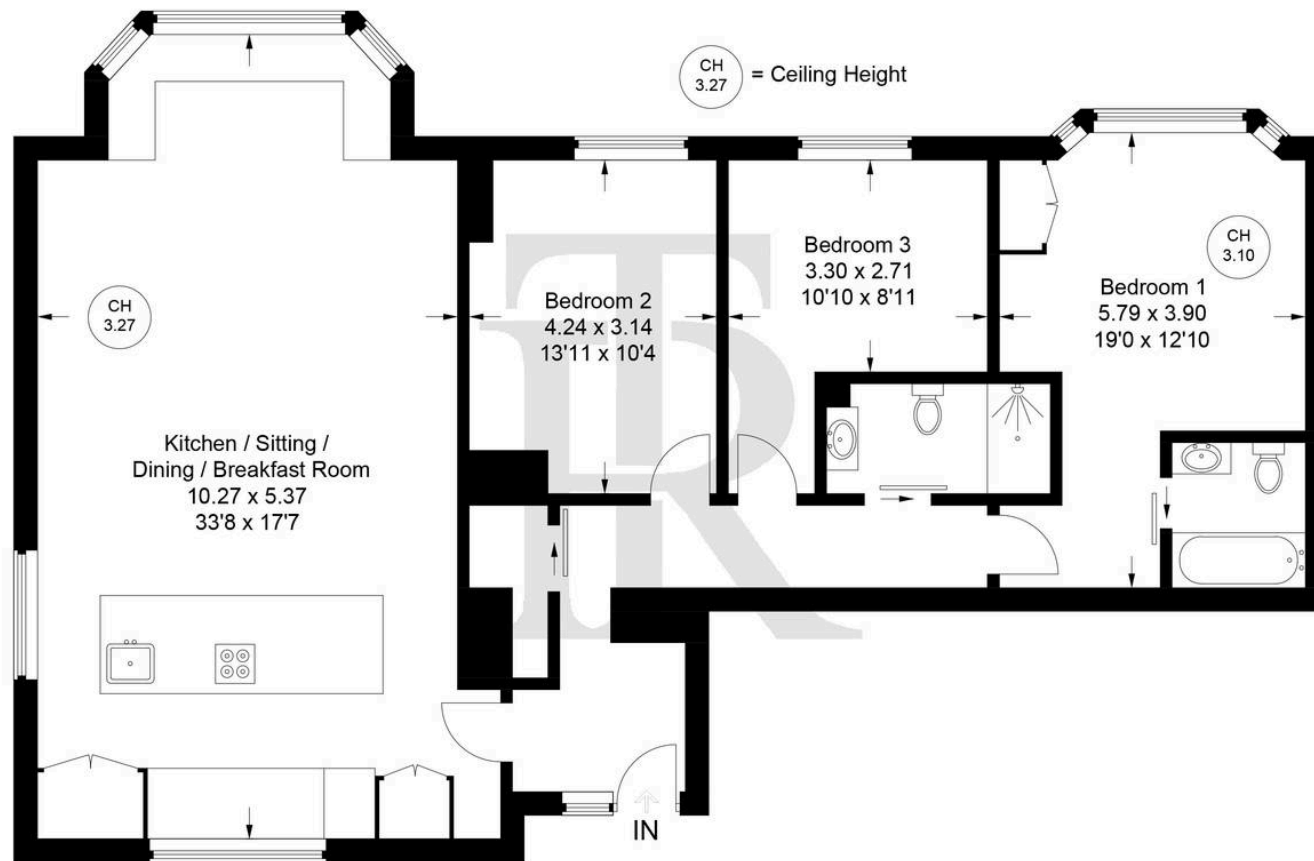 CH
3.27
= Ceiling Height
Bedroom 3
3.30 x 2.71
10'10 x 8'11
CH
3.10
Bedroom 1
5.79 x 3.90
19'0 x 12'10
Bedroom 2
4.24 x 3.14
13'11 x 10'4
CH
3.27
Kitchen / Sitting /
Dining / Breakfast Room
10.27 x 5.37
33'8 x 17'7
IN
TR